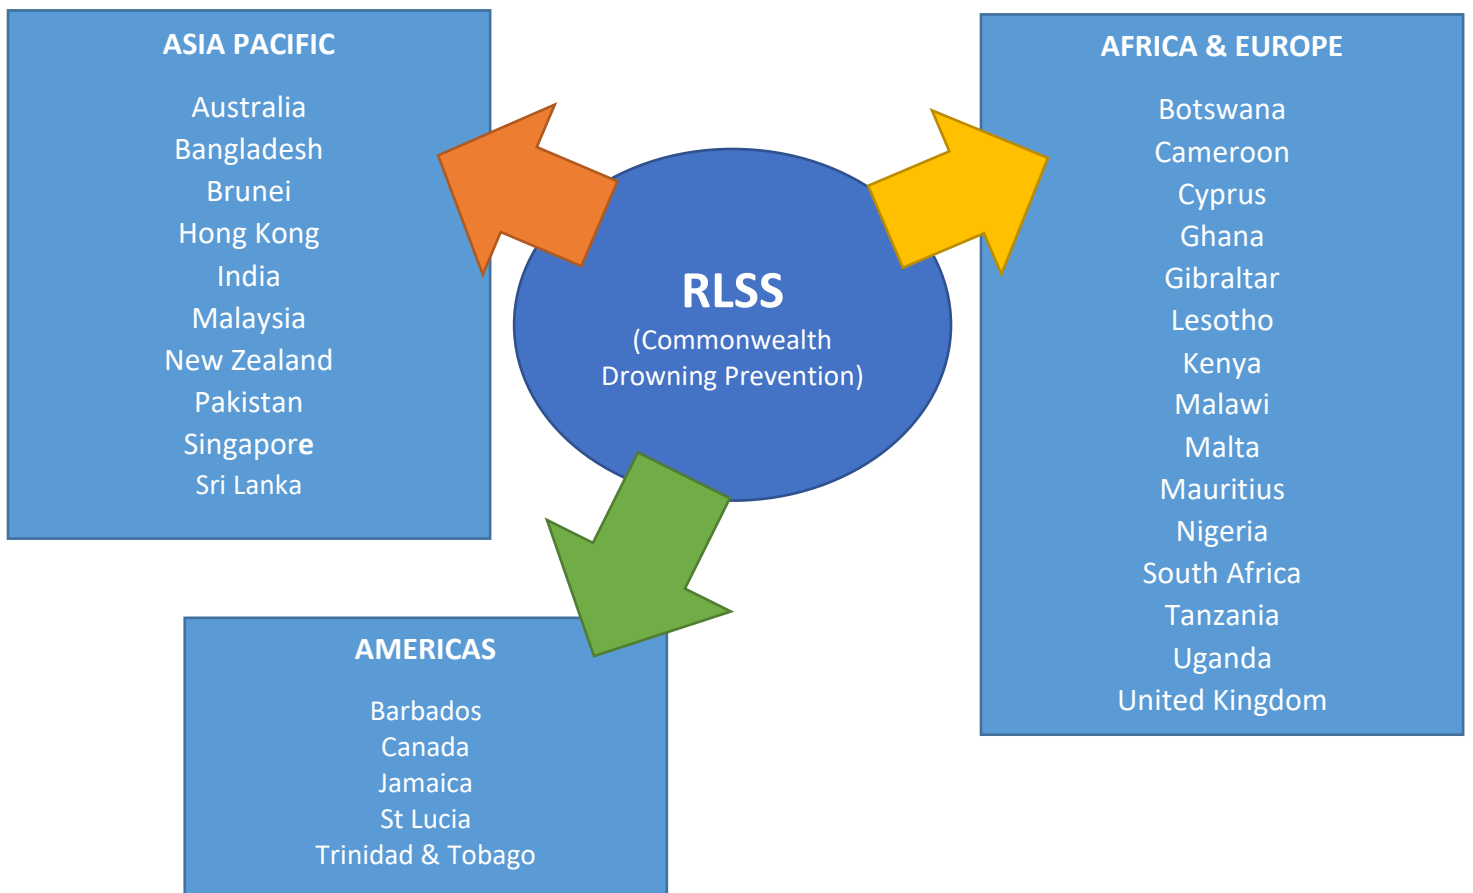 ASIA PACIFIC
Australia
Bangladesh
Brunei
Hong Kong
India
Malaysia
New Zealand
Pakistan
Singapore
Sri Lanka
RLSS
(Commonwealth
Drowning Prevention)
AFRICA & EUROPE
Botswana
Cameroon
Cyprus
Ghana
Gibraltar
Lesotho
Kenya
Malawi
Malta
Mauritius
Nigeria
South Africa
Tanzania
Uganda
United Kingdom
AMERICAS
Barbados
Canada
Jamaica
St Lucia
Trinidad & Tobago